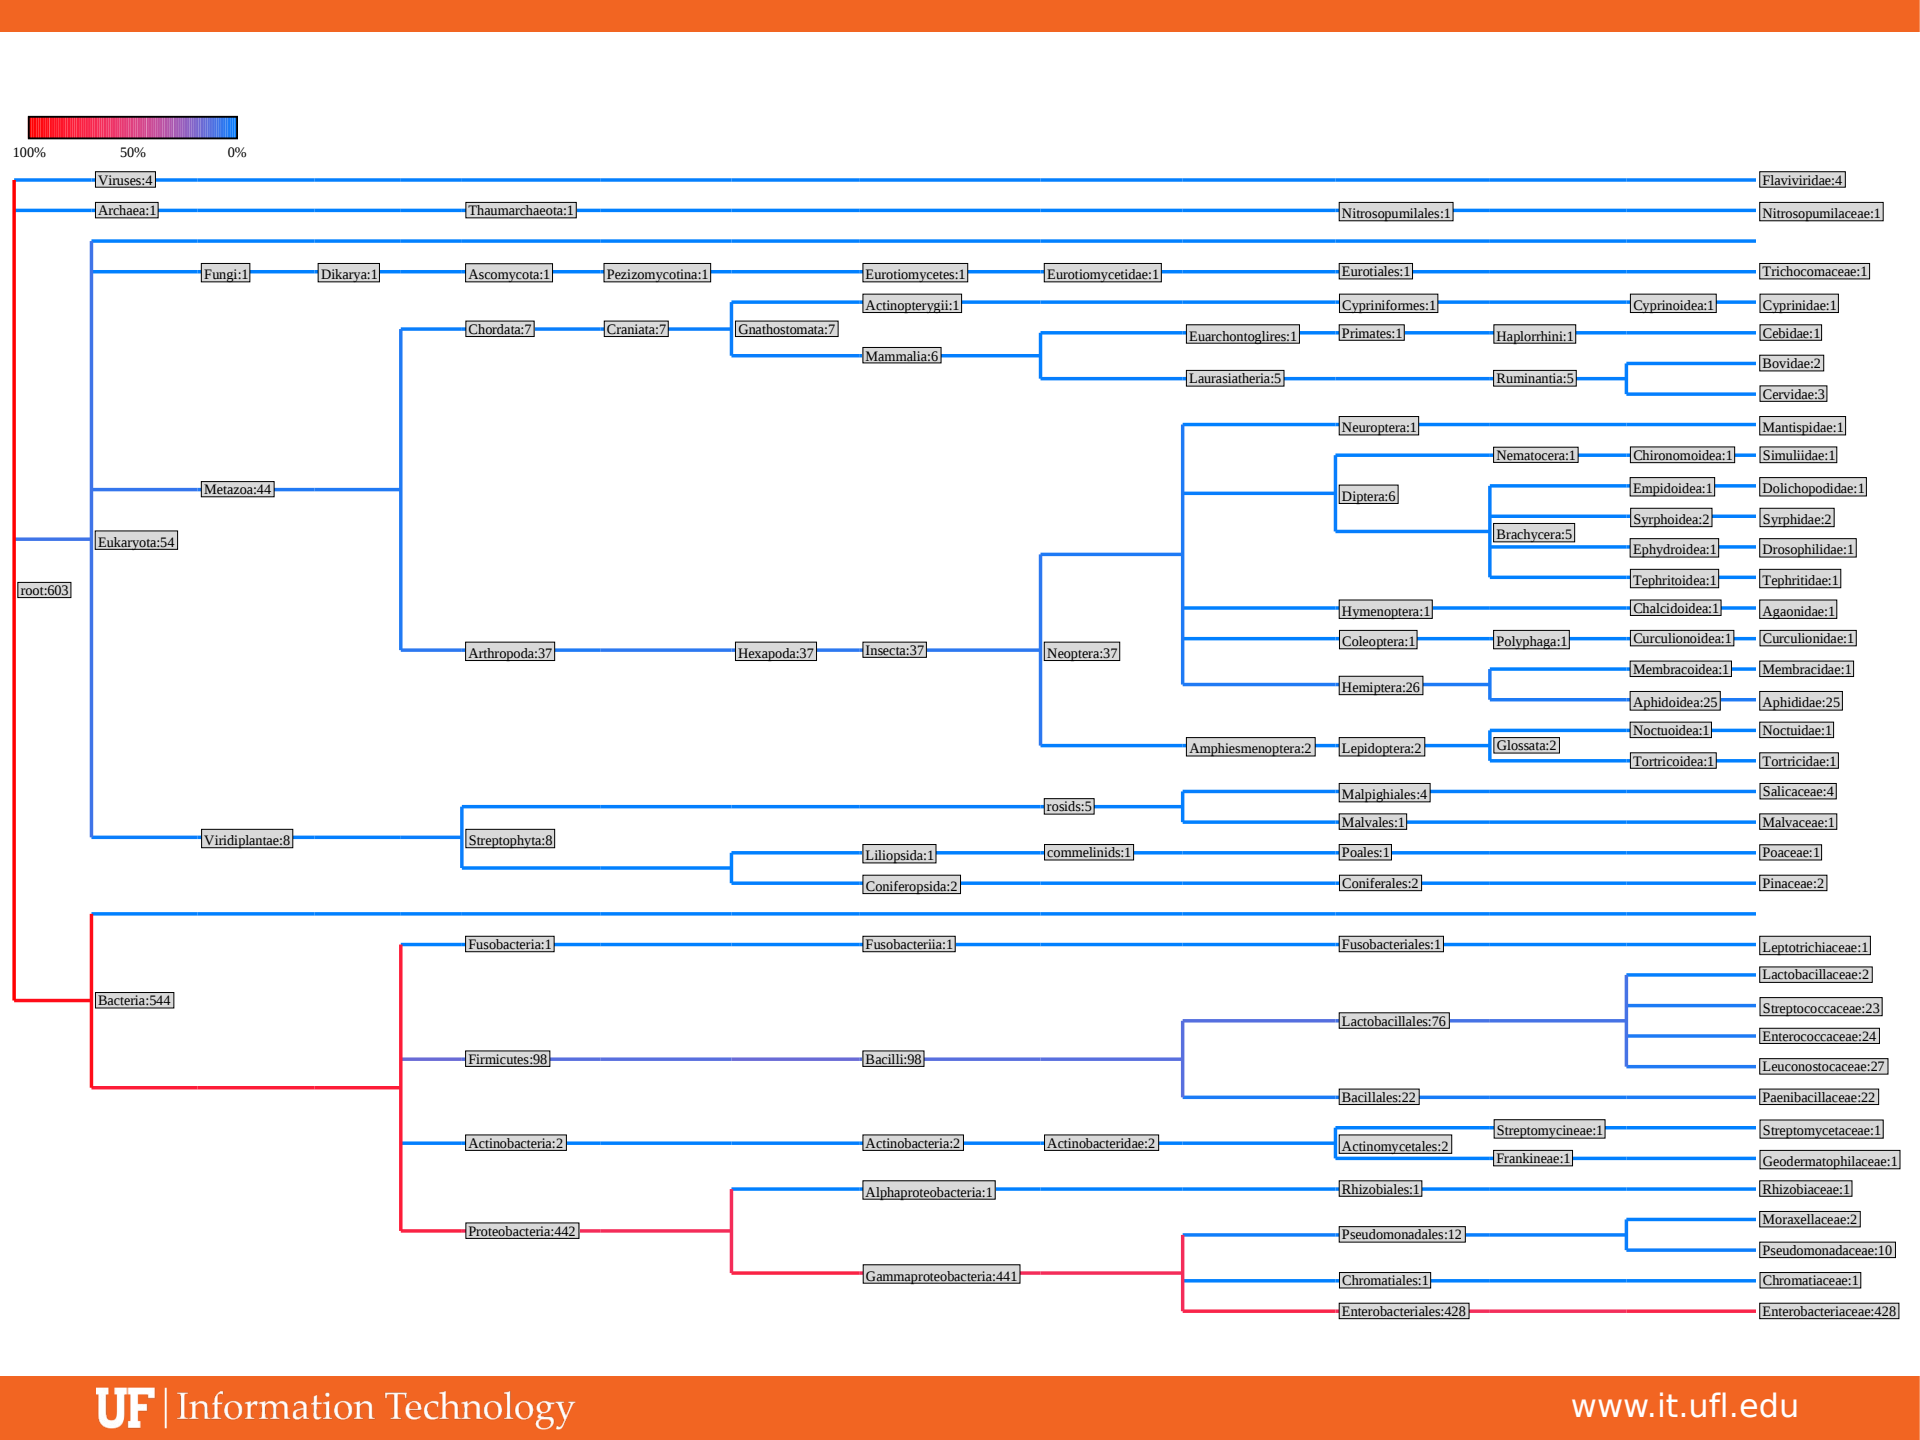 100% 50% 0%
Viruses:4 Flaviviridae:4
Archaea:1 Thaumarchaeota:1 Nitrosopumilales:1 Nitrosopumilaceae:1
Fungi:1 Dikarya:1 Ascomycota:1 Pezizomycotina:1 Eurotiomycetes:1 Eurotiomycetidae:1 Eurotiales:1 Trichocomaceae:1
Actinopterygii:1 Cypriniformes:1 Cyprinoidea:1 Cyprinidae:1
Chordata:7 Craniata:7 Gnathostomata:7
Euarchontoglires:1 Primates:1 Haplorrhini:1 Cebidae:1
Mammalia:6
Bovidae:2
Laurasiatheria:5 Ruminantia:5
Cervidae:3
Neuroptera:1 Mantispidae:1
Nematocera:1 Chironomoidea:1 Simuliidae:1
Metazoa:44
Empidoidea:1 Dolichopodidae:1
Diptera:6
Syrphoidea:2 Syrphidae:2
Brachycera:5
Eukaryota:54
Ephydroidea:1 Drosophilidae:1
Tephritoidea:1 Tephritidae:1
root:603
Hymenoptera:1 Chalcidoidea:1 Agaonidae:1
Coleoptera:1 Polyphaga:1 Curculionoidea:1 Curculionidae:1
Arthropoda:37 Hexapoda:37 Insecta:37 Neoptera:37
Membracoidea:1 Membracidae:1
Hemiptera:26
Aphidoidea:25 Aphididae:25
Noctuoidea:1 Noctuidae:1
Amphiesmenoptera:2 Lepidoptera:2 Glossata:2
Tortricoidea:1 Tortricidae:1
Malpighiales:4 Salicaceae:4
rosids:5
Malvales:1 Malvaceae:1
Viridiplantae:8 Streptophyta:8
Liliopsida:1 commelinids:1 Poales:1 Poaceae:1
Coniferopsida:2 Coniferales:2 Pinaceae:2
Fusobacteria:1 Fusobacteriia:1 Fusobacteriales:1 Leptotrichiaceae:1
Lactobacillaceae:2
Bacteria:544
Streptococcaceae:23
Lactobacillales:76
Enterococcaceae:24
Firmicutes:98 Bacilli:98
Leuconostocaceae:27
Bacillales:22 Paenibacillaceae:22
Streptomycineae:1 Streptomycetaceae:1
Actinobacteria:2 Actinobacteria:2 Actinobacteridae:2 Actinomycetales:2
Frankineae:1 Geodermatophilaceae:1
Alphaproteobacteria:1 Rhizobiales:1 Rhizobiaceae:1
Moraxellaceae:2
Proteobacteria:442 Pseudomonadales:12
Pseudomonadaceae:10
Gammaproteobacteria:441 Chromatiales:1 Chromatiaceae:1
Enterobacteriales:428 Enterobacteriaceae:428
UF Information Technology www.it.ufl.edu